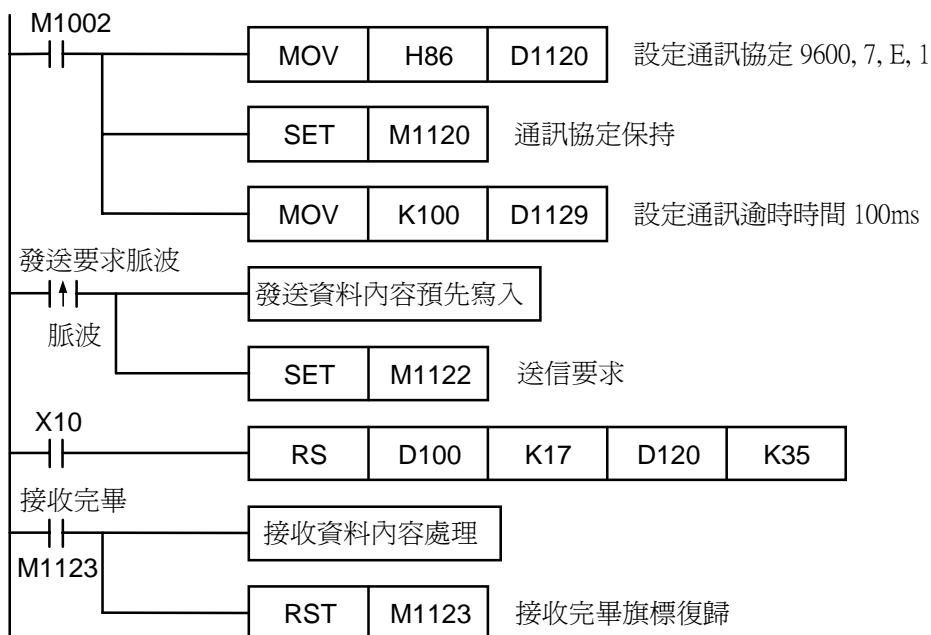 M1002
MOV H86 D1120 設定通訊協定 9600, 7, E, 1
SET M1120 通訊協定保持
MOV K100 D1129 設定通訊逾時時間 100ms
發送要求脈波
發送資料內容預先寫入
脈波
SET M1122 送信要求
X10
RS D100 K17 D120 K35
接收完畢
接收資料內容處理
M1123
RST M1123 接收完畢旗標復歸